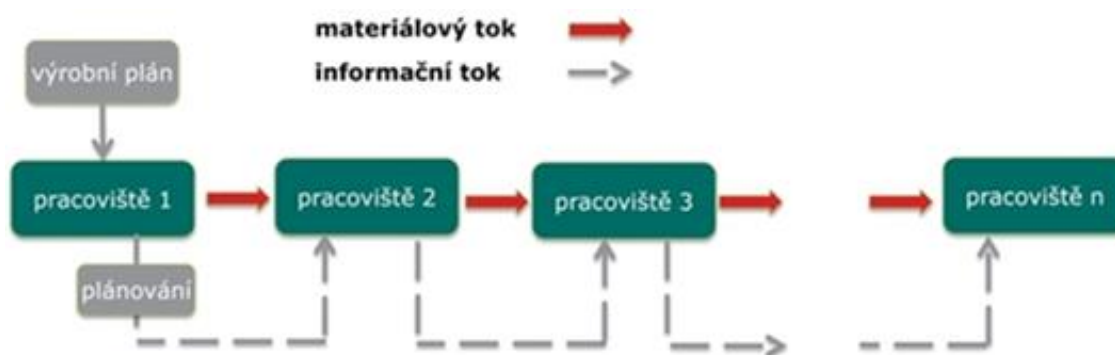 materiálový tok
informační tok
výrobní plán
pracoviště 1
pracoviště 2
pracoviště 3
pracoviště n
plánování